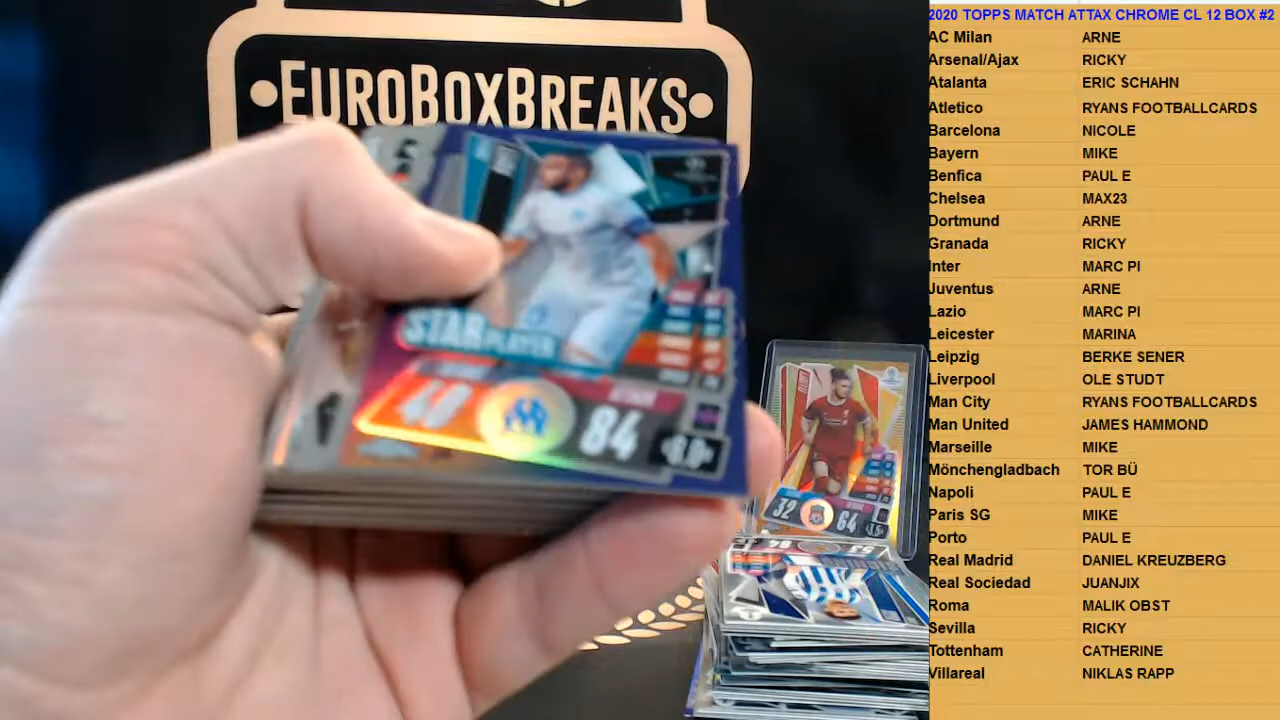 EUROBOXBREAKS
STAR PLAYER
40
84
32
64
2020 TOPPS MATCH ATTAX CHROME CL 12 BOX #2
AC Milan ARNE
Arsenal/Ajax RICKY
Atalanta ERIC SCHAHN
Atletico RYANS FOOTBALLCARDS
Barcelona NICOLE
Bayern MIKE
Benfica PAUL E
Chelsea MAX23
Dortmund ARNE
Granada RICKY
Inter MARC PI
Juventus ARNE
Lazio MARC PI
Leicester MARINA
Leipzig BERKE SENER
Liverpool OLE STUDT
Man City RYANS FOOTBALLCARDS
Man United JAMES HAMMOND
Marseille MIKE
Mönchengladbach TOR BÜ
Napoli PAUL E
Paris SG MIKE
Porto PAUL E
Real Madrid DANIEL KREUZBERG
Real Sociedad JUANJIX
Roma MALIK OBST
Sevilla RICKY
Tottenham CATHERINE
Villareal NIKLAS RAPP